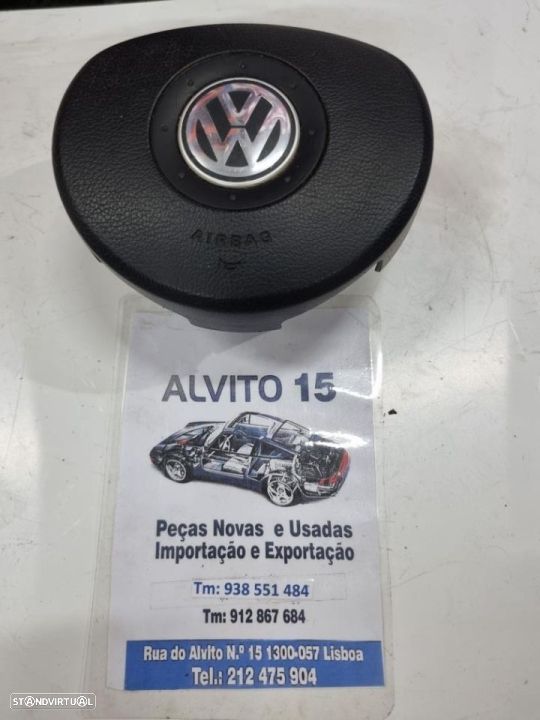 AIRBAG
ALVITO 15
Peças Novas e Usadas
Importação e Exportação
Tm: 938 551 484
Tm: 912 867 684
Rua do Alvito N.º 15 1300-057 Lisboa
Tel.: 212 475 904
STANDVIRTUAL